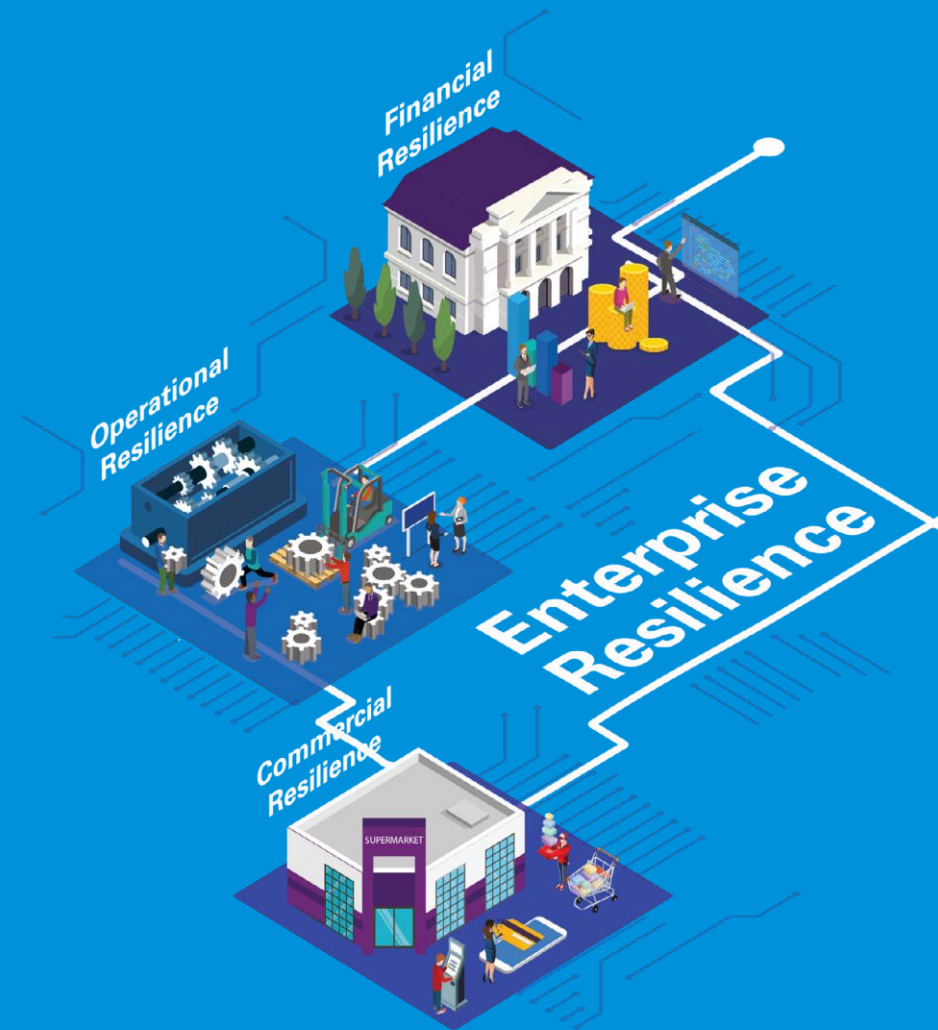 Financial
Resilience
Operational
Resilience
Enterprise
Resilience
Commercial
Resilience
SUPERMARKET